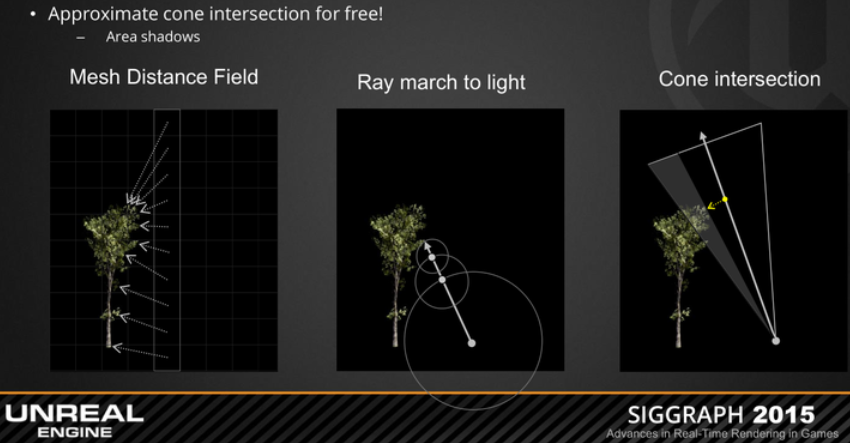 • Approximate cone intersection for free!
– Area shadows
Mesh Distance Field
Ray march to light
Cone intersection
UNREAL
ENGINE
SIGGRAPH 2015
Advances in Real-Time Rendering in Games